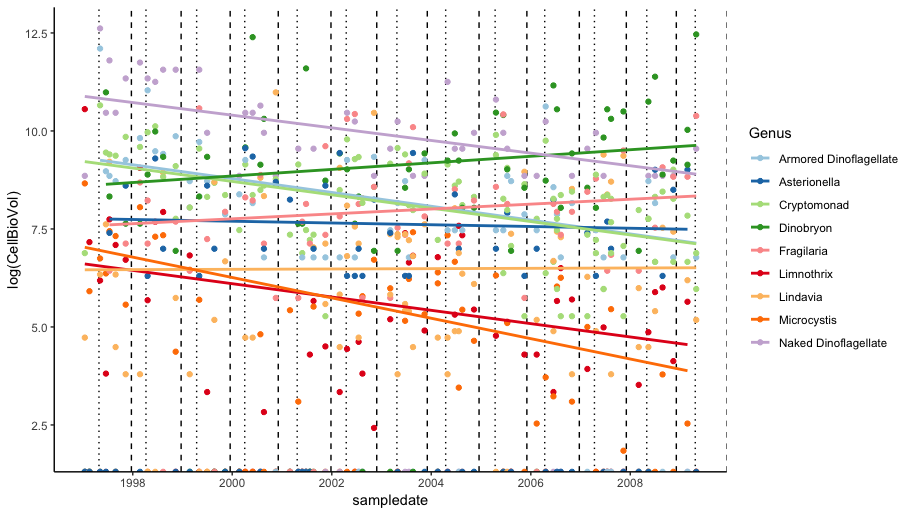 12.5
10.0
7.5
5.0
2.5
log(CellBioVol)
1998
2000
2002
2004
2006
2008
sampledate
Genus
Armored Dinoflagellate
Asterionella
Cryptomonad
Dinobryon
Fragilaria
Limnothrix
Lindavia
Microcystis
Naked Dinoflagellate